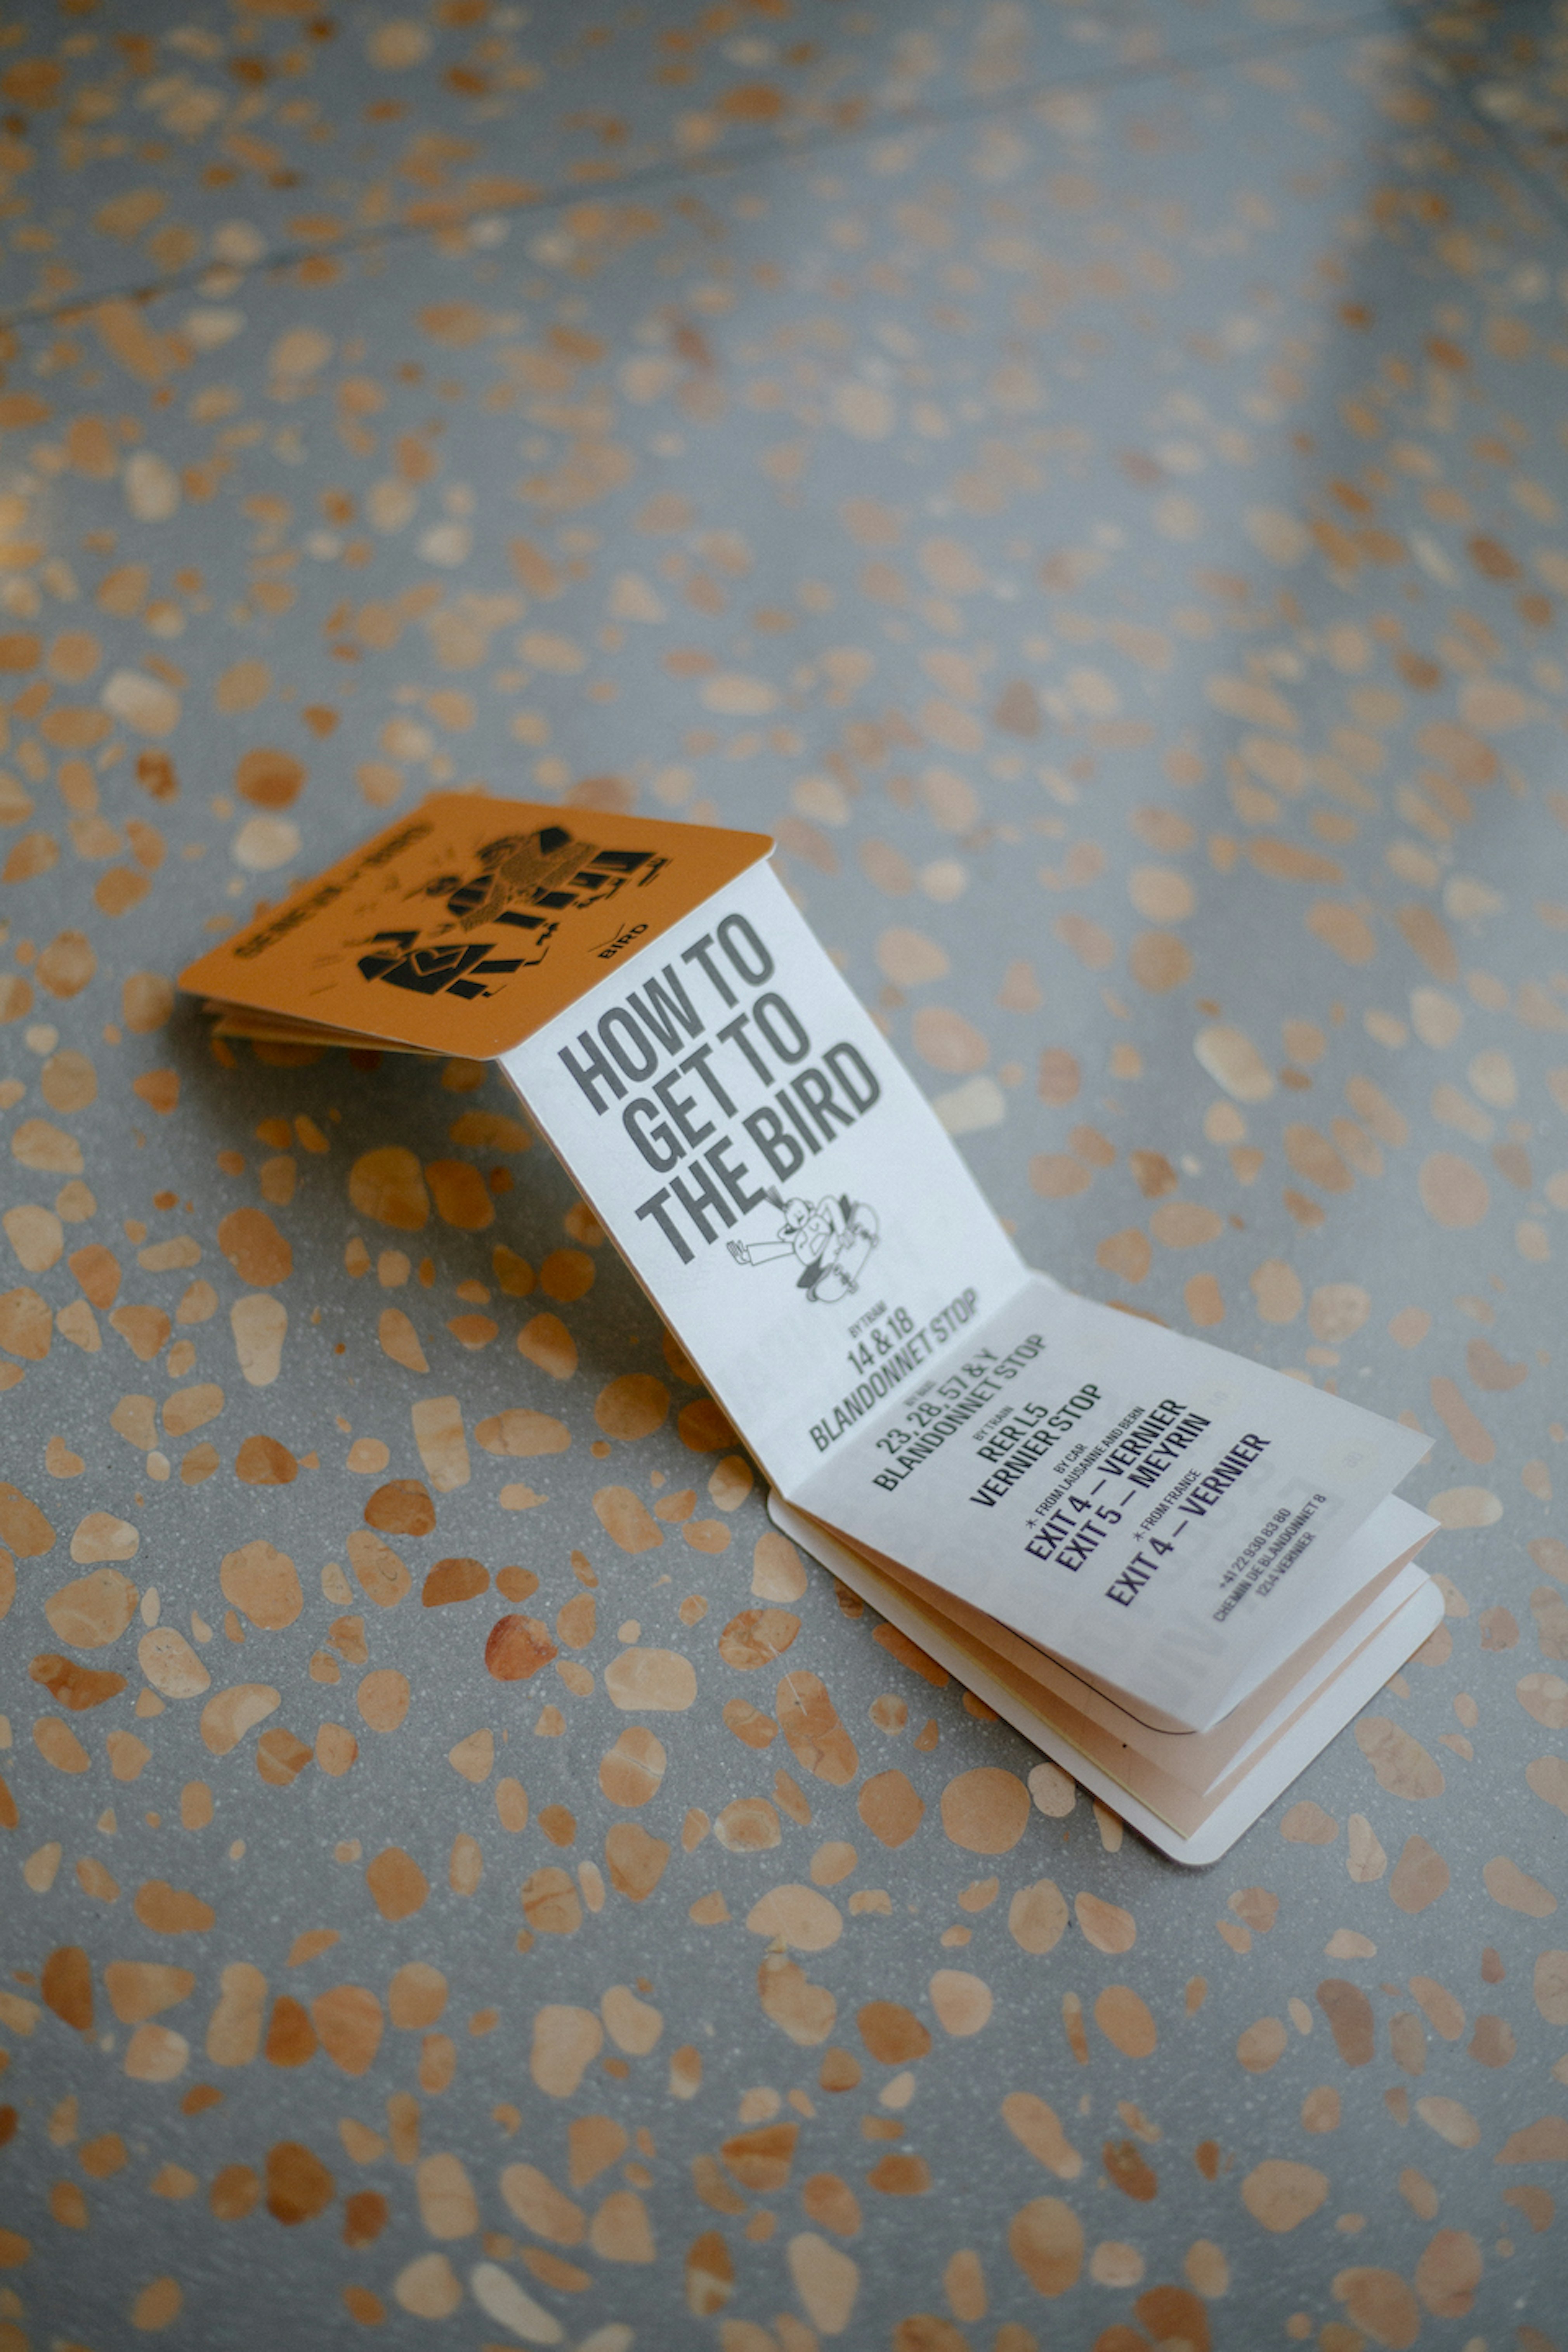 BIRD
HOW TO
GET TO
THE BIRD
BY TRAM
14 & 18
BLANDONNET STOP
23, 28, 57 & Y
BLANDONNET STOP
BY TRAIN
RER L5
VERNIER STOP
BY CAR
* FROM LAUSANNE AND BERN
EXIT 4 — VERNIER
EXIT 5 — MEYRIN
* FROM FRANCE
EXIT 4 — VERNIER
+41 22 930 83 80
CHEMIN DE BLANDONNET 8
1214 VERNIER